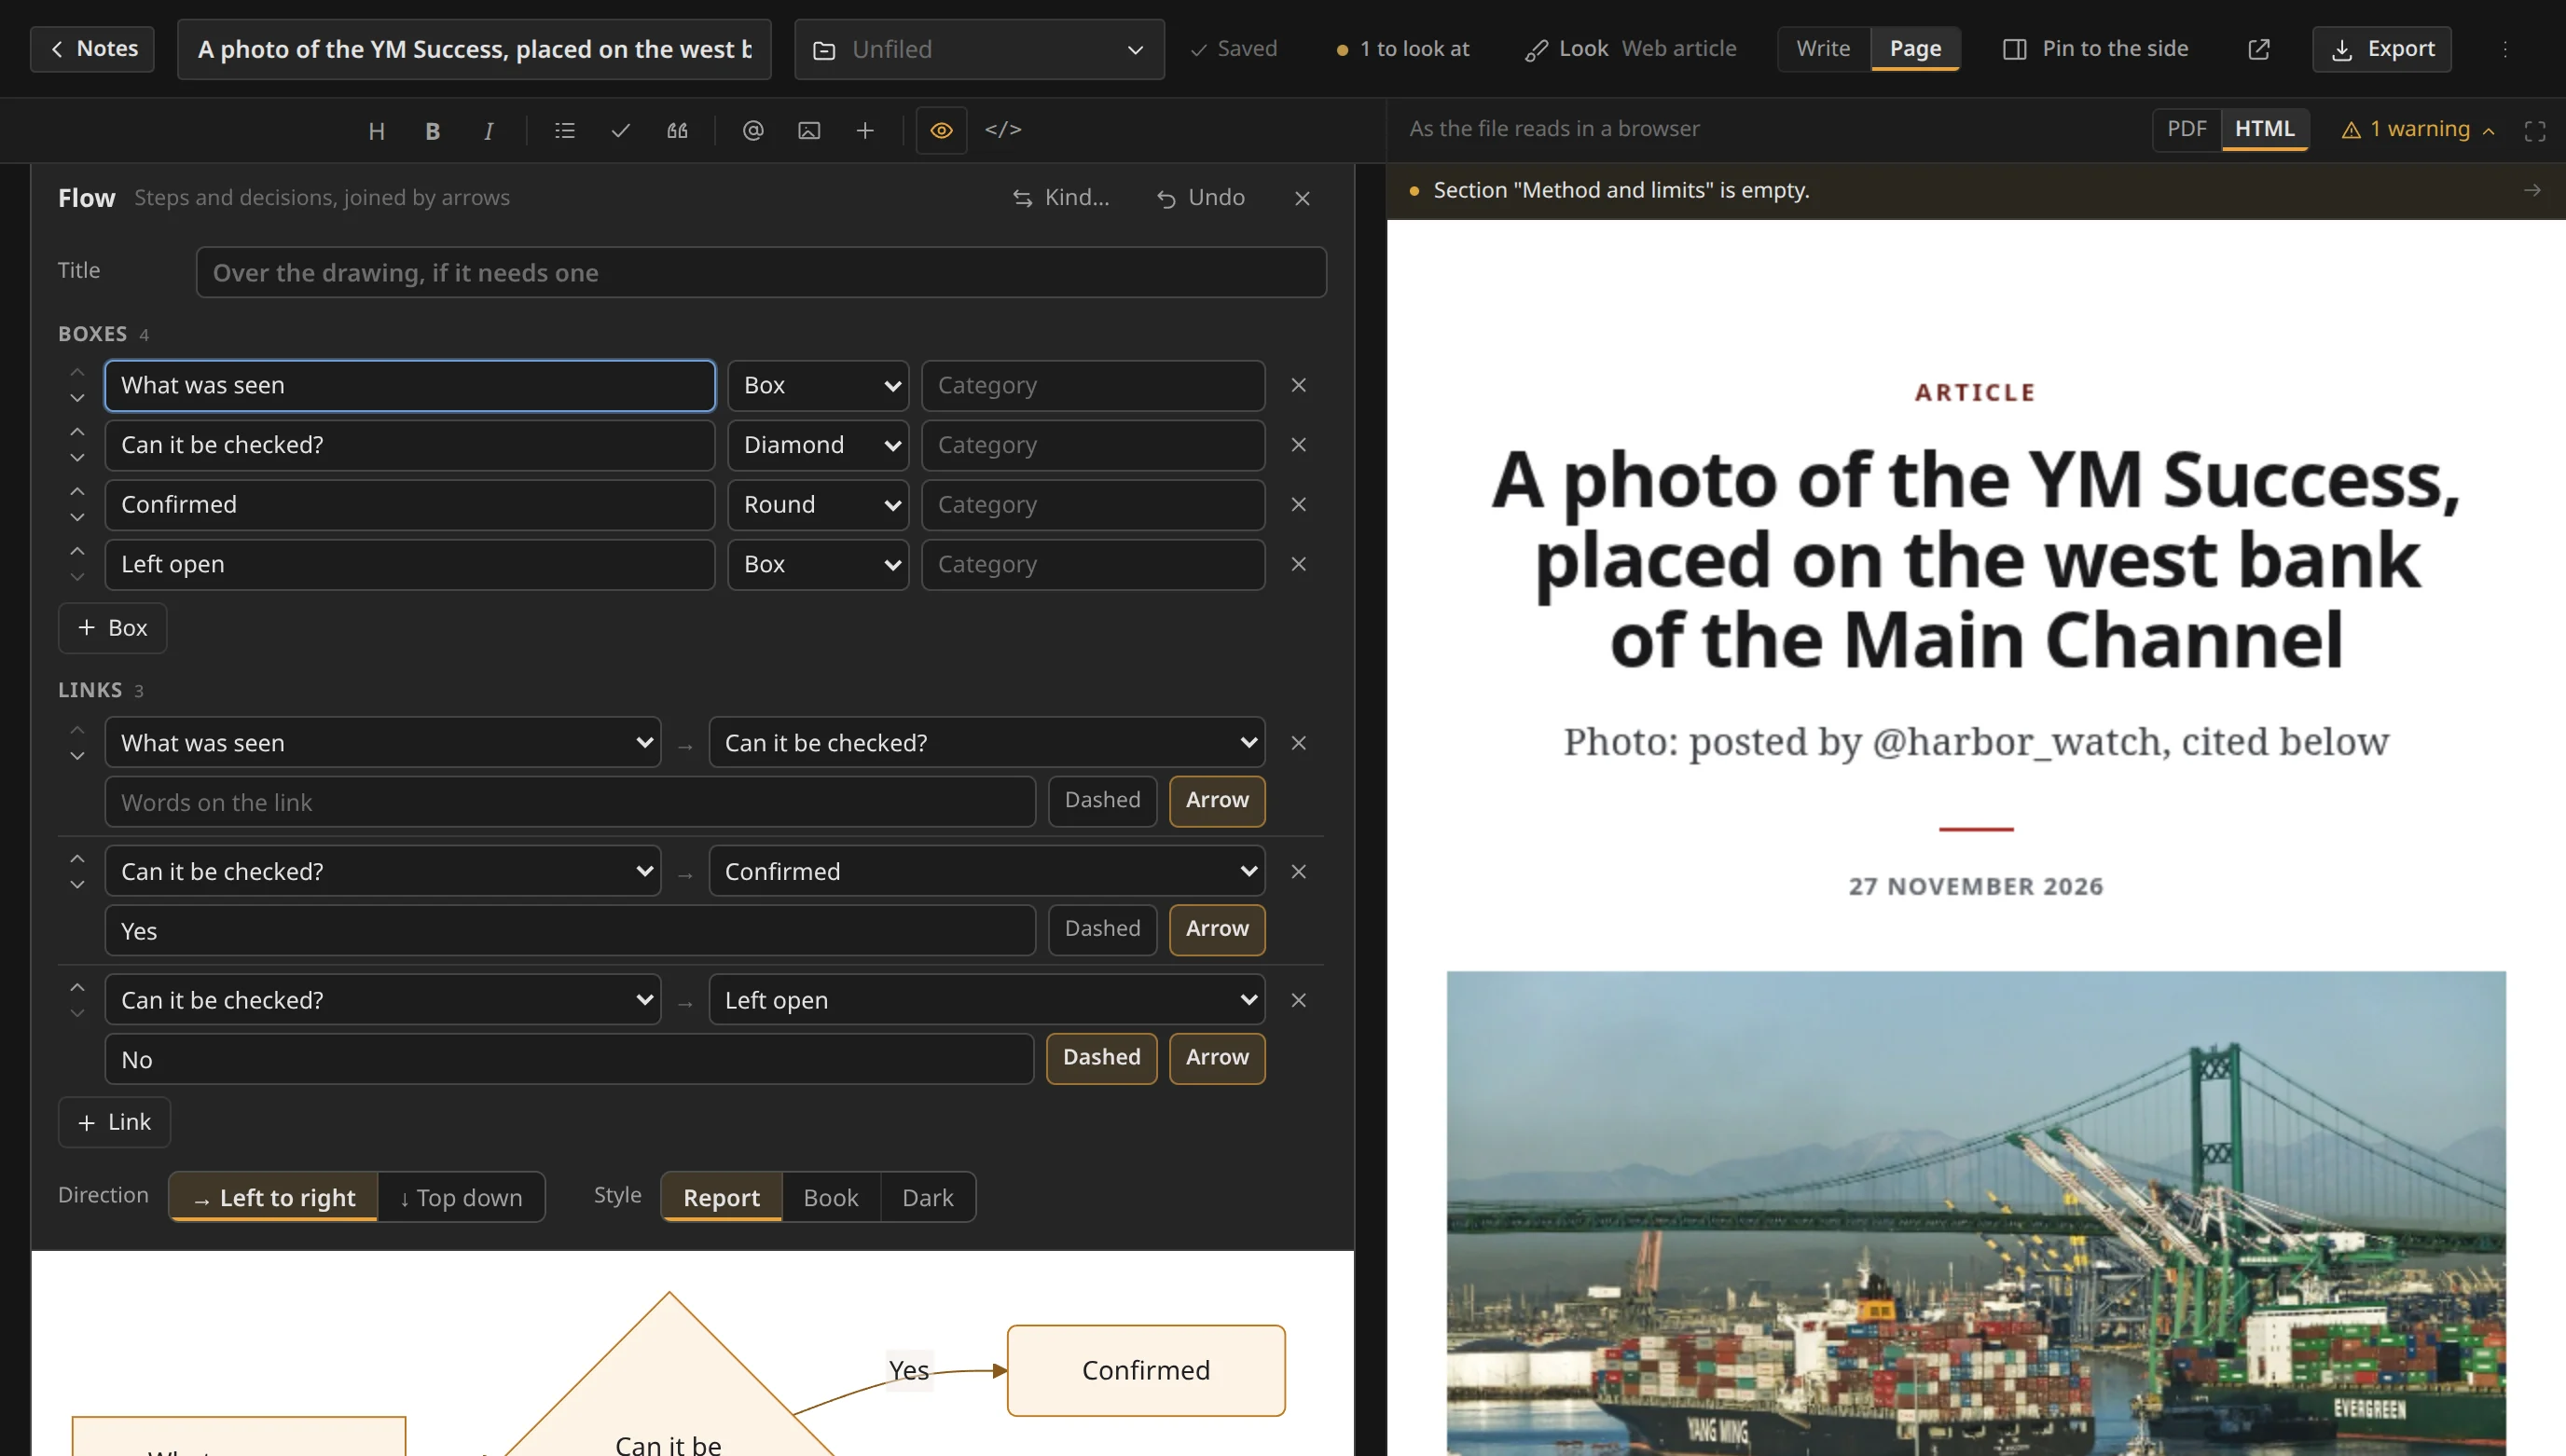 Notes
A photo of the YM Success, placed on the west b
Unfiled
Saved
1 to look at
Look Web article
Write
Page
Pin to the side
Export
H B I
@
</>
As the file reads in a browser
PDF
HTML
1 warning
Flow Steps and decisions, joined by arrows
Kind...
Undo
Section "Method and limits" is empty.
Title
Over the drawing, if it needs one
BOXES 4
What was seen Box Category
Can it be checked? Diamond Category
Confirmed Round Category
Left open Box Category
+ Box
LINKS 3
What was seen → Can it be checked?
Words on the link Dashed Arrow
Can it be checked? → Confirmed
Yes Dashed Arrow
Can it be checked? → Left open
No Dashed Arrow
+ Link
Direction → Left to right ↓ Top down Style Report Book Dark
Yes
Confirmed
Can it be
ARTICLE
A photo of the YM Success,
placed on the west bank
of the Main Channel
Photo: posted by @harbor_watch, cited below
27 NOVEMBER 2026
YANG MING
EVERGREEN